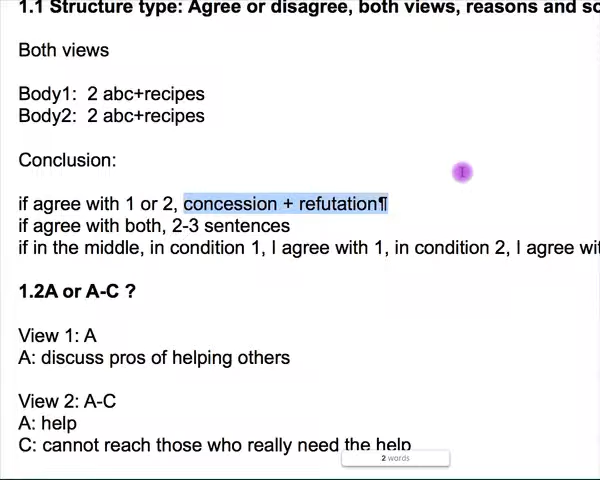 1.1 Structure type: Agree or disagree, both views, reasons and
Both views
Body1:  2 abc+recipes
Body2:  2 abc+recipes
Conclusion:
if agree with 1 or 2, concession + refutation¶
if agree with both, 2-3 sentences
if in the middle, in condition 1, I agree with 1, in condition 2, I agree
1.2A or A-C ?
View 1: A
A: discuss pros of helping others
View 2: A-C
A: help
C: cannot reach those who really need the help
2 words